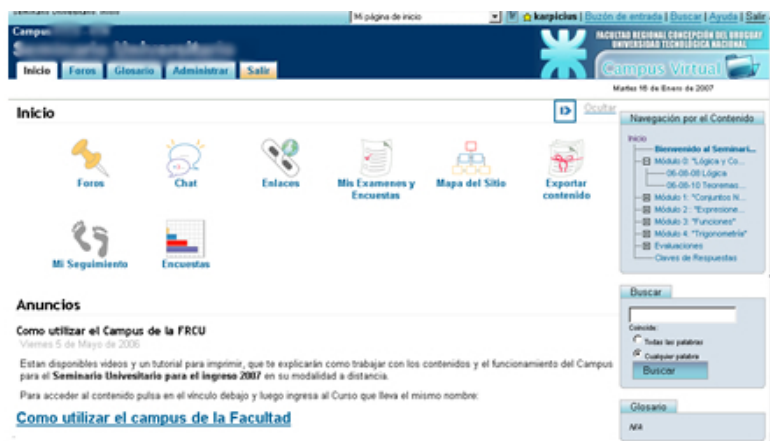 Mi página de inicio
karpicius | Buzón de entrada | Buscar | Ayuda | Salir
Campus
FACULTAD REGIONAL CONCEPCIÓN DEL URUGUAY
UNIVERSIDAD TECNOLÓGICA NACIONAL
Campus Virtual
Inicio Foros Glosario Administrar Salir
Martes 16 de Enero de 2007
Inicio
Ocultar
Foros
Chat
Enlaces
Mis Examenes y
Encuestas
Mapa del Sitio
Exportar
contenido
Mi Seguimiento
Encuestas
Anuncios
Como utilizar el Campus de la FRCU
Viernes 5 de Mayo de 2006
Estan disponibles videos y un tutorial para imprimir, que te explicarán como trabajar con los contenidos y el funcionamiento del Campus
para el Seminario Univesitario para el ingreso 2007 en su modalidad a distancia.
Para acceder al contenido pulsa en el vínculo debajo y luego ingresa al Curso que lleva el mismo nombre:
Como utilizar el campus de la Facultad
Navegación por el Contenido
Inicio
Bienvenido al Seminari...
Módulo 0: "Lógica y Co...
06-08-08 Lógica
06-08-10 Teoremas...
Módulo 1: "Conjuntos N...
Módulo 2: "Expresione...
Módulo 3: "Funciones"
Módulo 4: "Trigonometría"
Evaluaciones
Claves de Respuestas
Buscar
Coincide:
Todas las palabras
Cualquier palabra
Buscar
Glosario
N/A